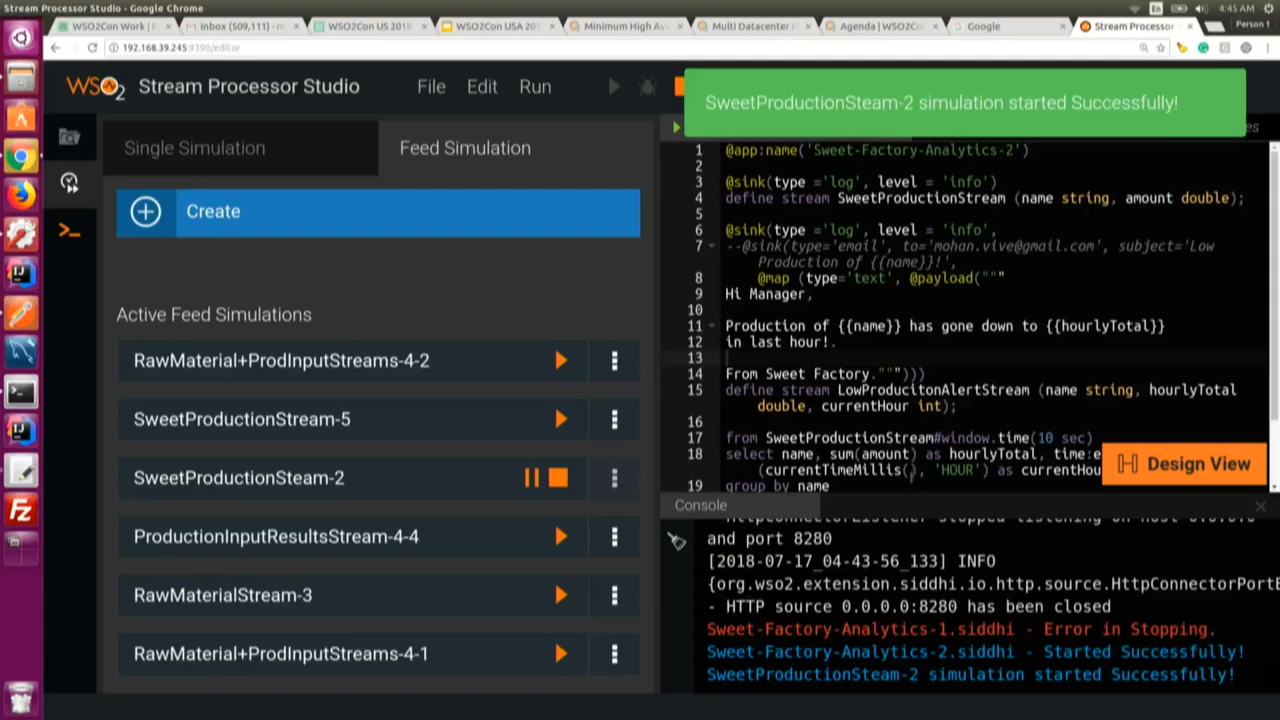 Stream Processor Studio - Google Chrome
En
4:45 AM
WSO2Con Work
Inbox (509,111) - m
WSO2Con US 2018
WSO2Con USA 201
Minimum High Av
Multi Datacenter
Agenda | WSO2Co
Google
Stream Processor
Person 1
192.168.39.245:9390/editor
WSO2
Stream Processor Studio
File
Edit
Run
SweetProductionSteam-2 simulation started Successfully!
Single Simulation
Feed Simulation
Create
Active Feed Simulations
RawMaterial+ProdInputStreams-4-2
SweetProductionStream-5
SweetProductionSteam-2
ProductionInputResultsStream-4-4
RawMaterialStream-3
RawMaterial+ProdInputStreams-4-1
1 @app:name('Sweet-Factory-Analytics-2')
2
3 @sink(type ='log', level = 'info')
4 define stream SweetProductionStream (name string, amount double);
5
6 @sink(type ='log', level = 'info',
7 --@sink(type='email', to='mohan.vive@gmail.com', subject='Low
Production of {{name}}!',
8 @map (type='text', @payload("""
9 Hi Manager,
10
11 Production of {{name}} has gone down to {{hourlyTotal}}
12 in last hour!.
13
14 From Sweet Factory.""")))
15 define stream LowProducitonAlertStream (name string, hourlyTotal
double, currentHour int);
16
17 from SweetProductionStream#window.time(10 sec)
18 select name, sum(amount) as hourlyTotal, time:e
(currentTimeMillis(), 'HOUR') as currentHou
19 group by name
Design View
Console
HttpConnectorListener stopped listening on host 0.0.0.0
and port 8280
[2018-07-17_04-43-56_133] INFO
{org.wso2.extension.siddhi.io.http.source.HttpConnectorPortB
- HTTP source 0.0.0.0:8280 has been closed
Sweet-Factory-Analytics-1.siddhi - Error in Stopping.
Sweet-Factory-Analytics-2.siddhi - Started Successfully!
SweetProductionSteam-2 simulation started Successfully!